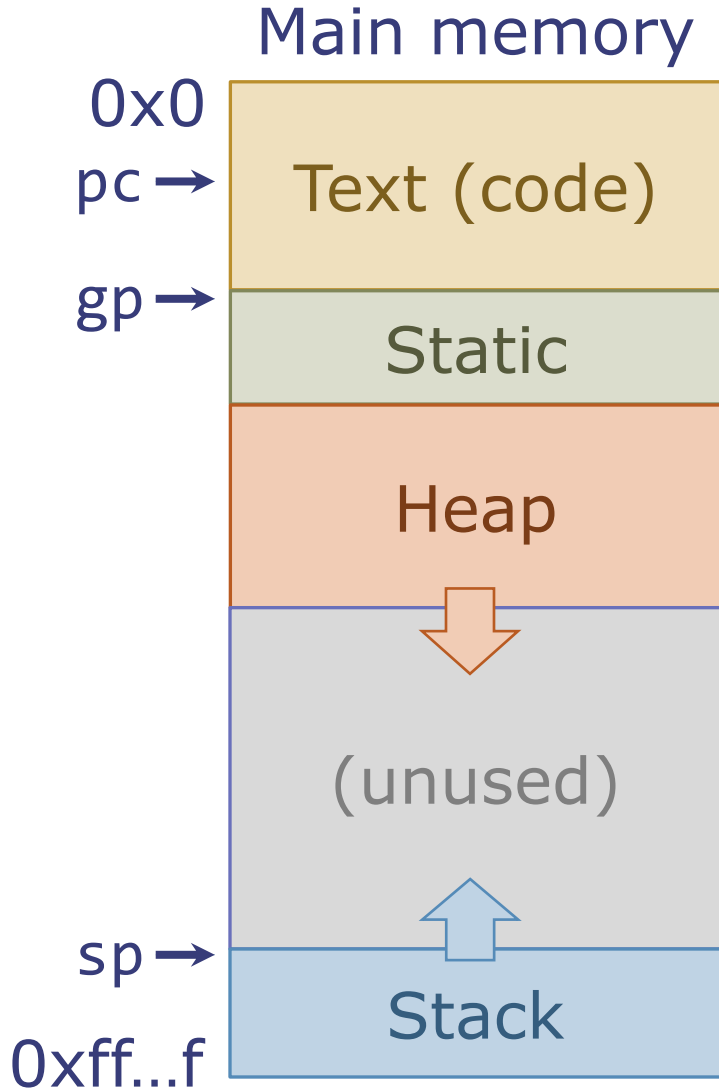 Main memory
0x0
pc
Text (code)
gp
Static
Heap
(unused)
sp
Stack
0xff...f